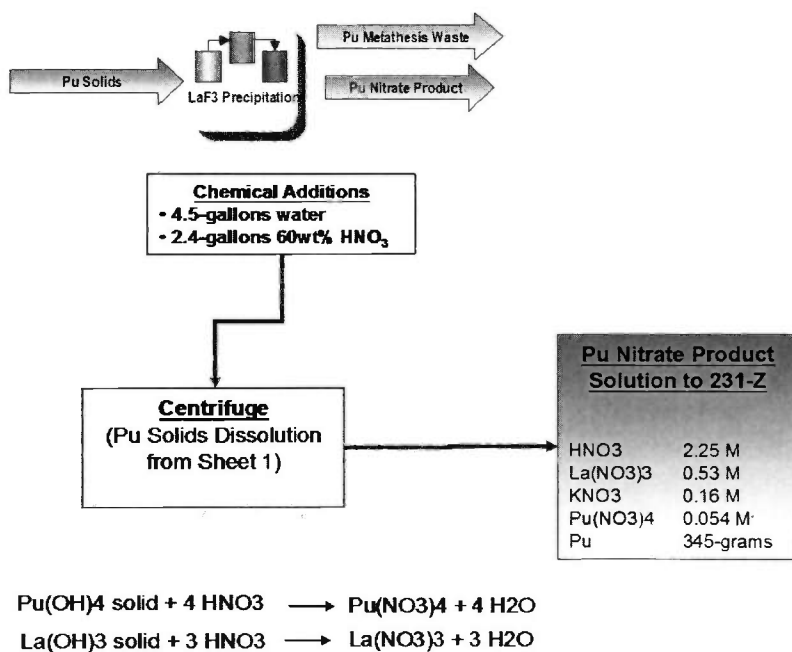 Pu Metathesis Waste
Pu Solids
LaF3 Precipitation
Pu Nitrate Product
Chemical Additions
• 4.5-gallons water
• 2.4-gallons 60wt% HNO₃
Centrifuge
(Pu Solids Dissolution
from Sheet 1)
Pu Nitrate Product
Solution to 231-Z
HNO3 2.25 M
La(NO3)3 0.53 M
KNO3 0.16 M
Pu(NO3)4 0.054 M
Pu 345-grams
Pu(OH)4 solid + 4 HNO3 → Pu(NO3)4 + 4 H2O
La(OH)3 solid + 3 HNO3 → La(NO3)3 + 3 H2O